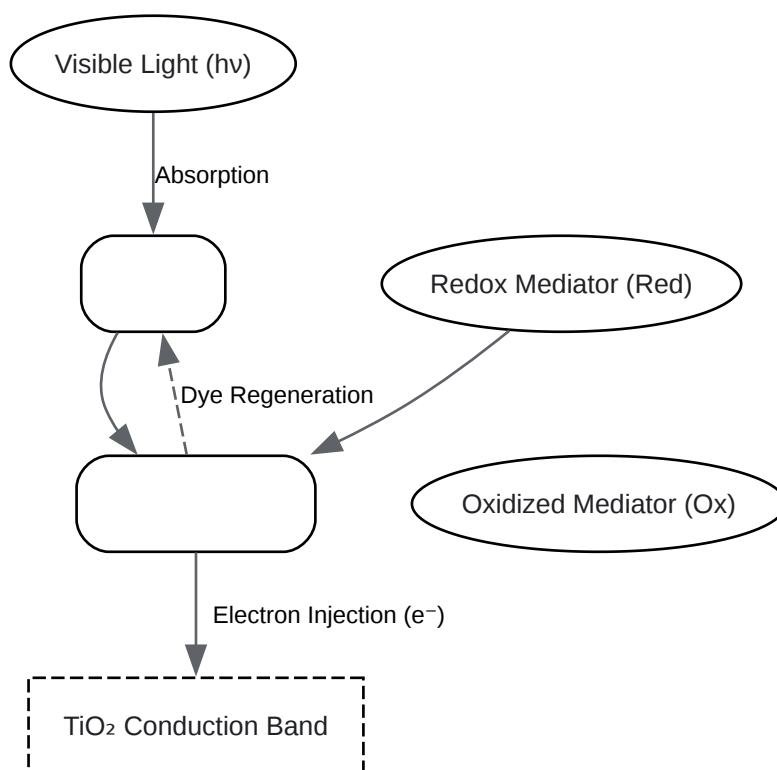 Visible Light (hν)
Absorption
Redox Mediator (Red)
Dye Regeneration
Oxidized Mediator (Ox)
Electron Injection (e⁻)
TiO₂ Conduction Band